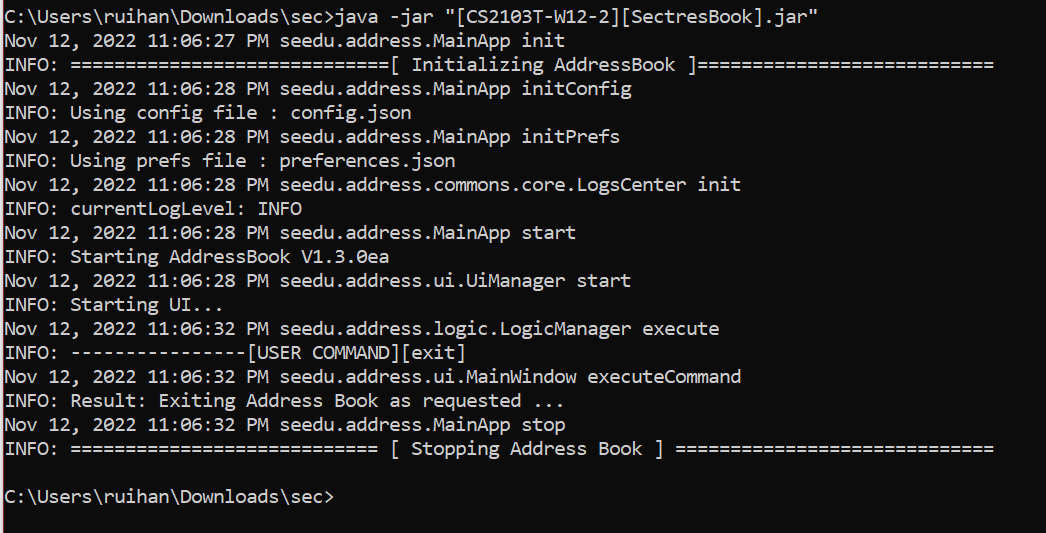 C:\Users\ruihan\Downloads\sec>java -jar "[CS2103T-W12-2][SectresBook].jar"
Nov 12, 2022 11:06:27 PM seedu.address.MainApp init
INFO: =============================[ Initializing AddressBook ]===========================
Nov 12, 2022 11:06:28 PM seedu.address.MainApp initConfig
INFO: Using config file : config.json
Nov 12, 2022 11:06:28 PM seedu.address.MainApp initPrefs
INFO: Using prefs file : preferences.json
Nov 12, 2022 11:06:28 PM seedu.address.commons.core.LogsCenter init
INFO: currentLogLevel: INFO
Nov 12, 2022 11:06:28 PM seedu.address.MainApp start
INFO: Starting AddressBook V1.3.0ea
Nov 12, 2022 11:06:28 PM seedu.address.ui.UiManager start
INFO: Starting UI...
Nov 12, 2022 11:06:32 PM seedu.address.logic.LogicManager execute
INFO: ----------------[USER COMMAND][exit]
Nov 12, 2022 11:06:32 PM seedu.address.ui.MainWindow executeCommand
INFO: Result: Exiting Address Book as requested ...
Nov 12, 2022 11:06:32 PM seedu.address.MainApp stop
INFO: ============================ [ Stopping Address Book ] =============================
C:\Users\ruihan\Downloads\sec>